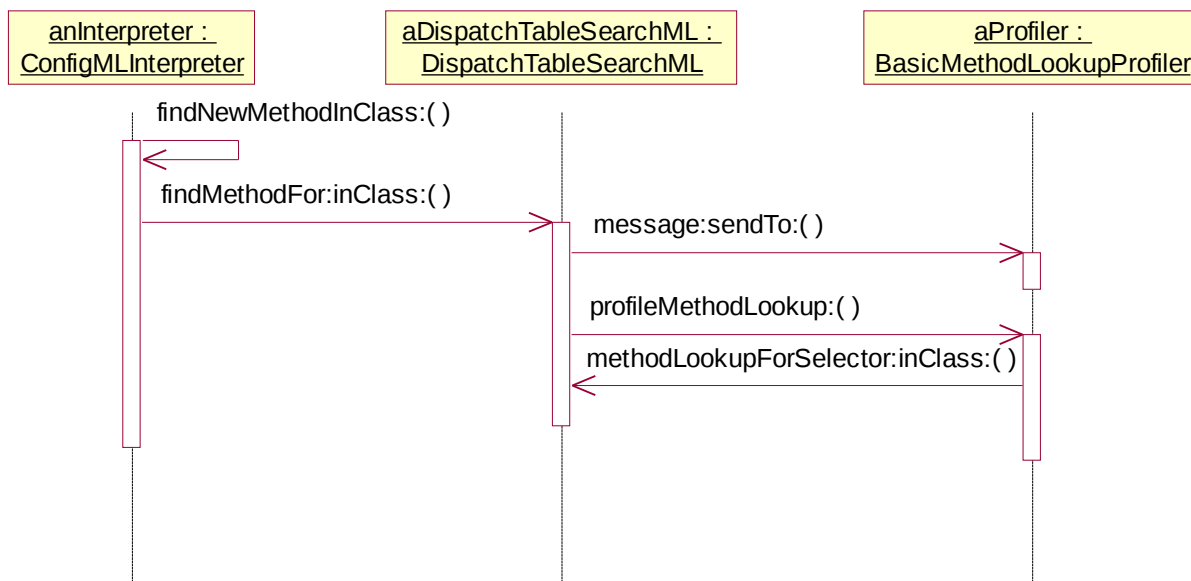 anInterpreter :
ConfigMLInterpreter
aDispatchTableSearchML :
DispatchTableSearchML
aProfiler :
BasicMethodLookupProfiler
findNewMethodInClass:( )
findMethodFor:inClass:( )
message:sendTo:( )
profileMethodLookup:( )
methodLookupForSelector:inClass:( )